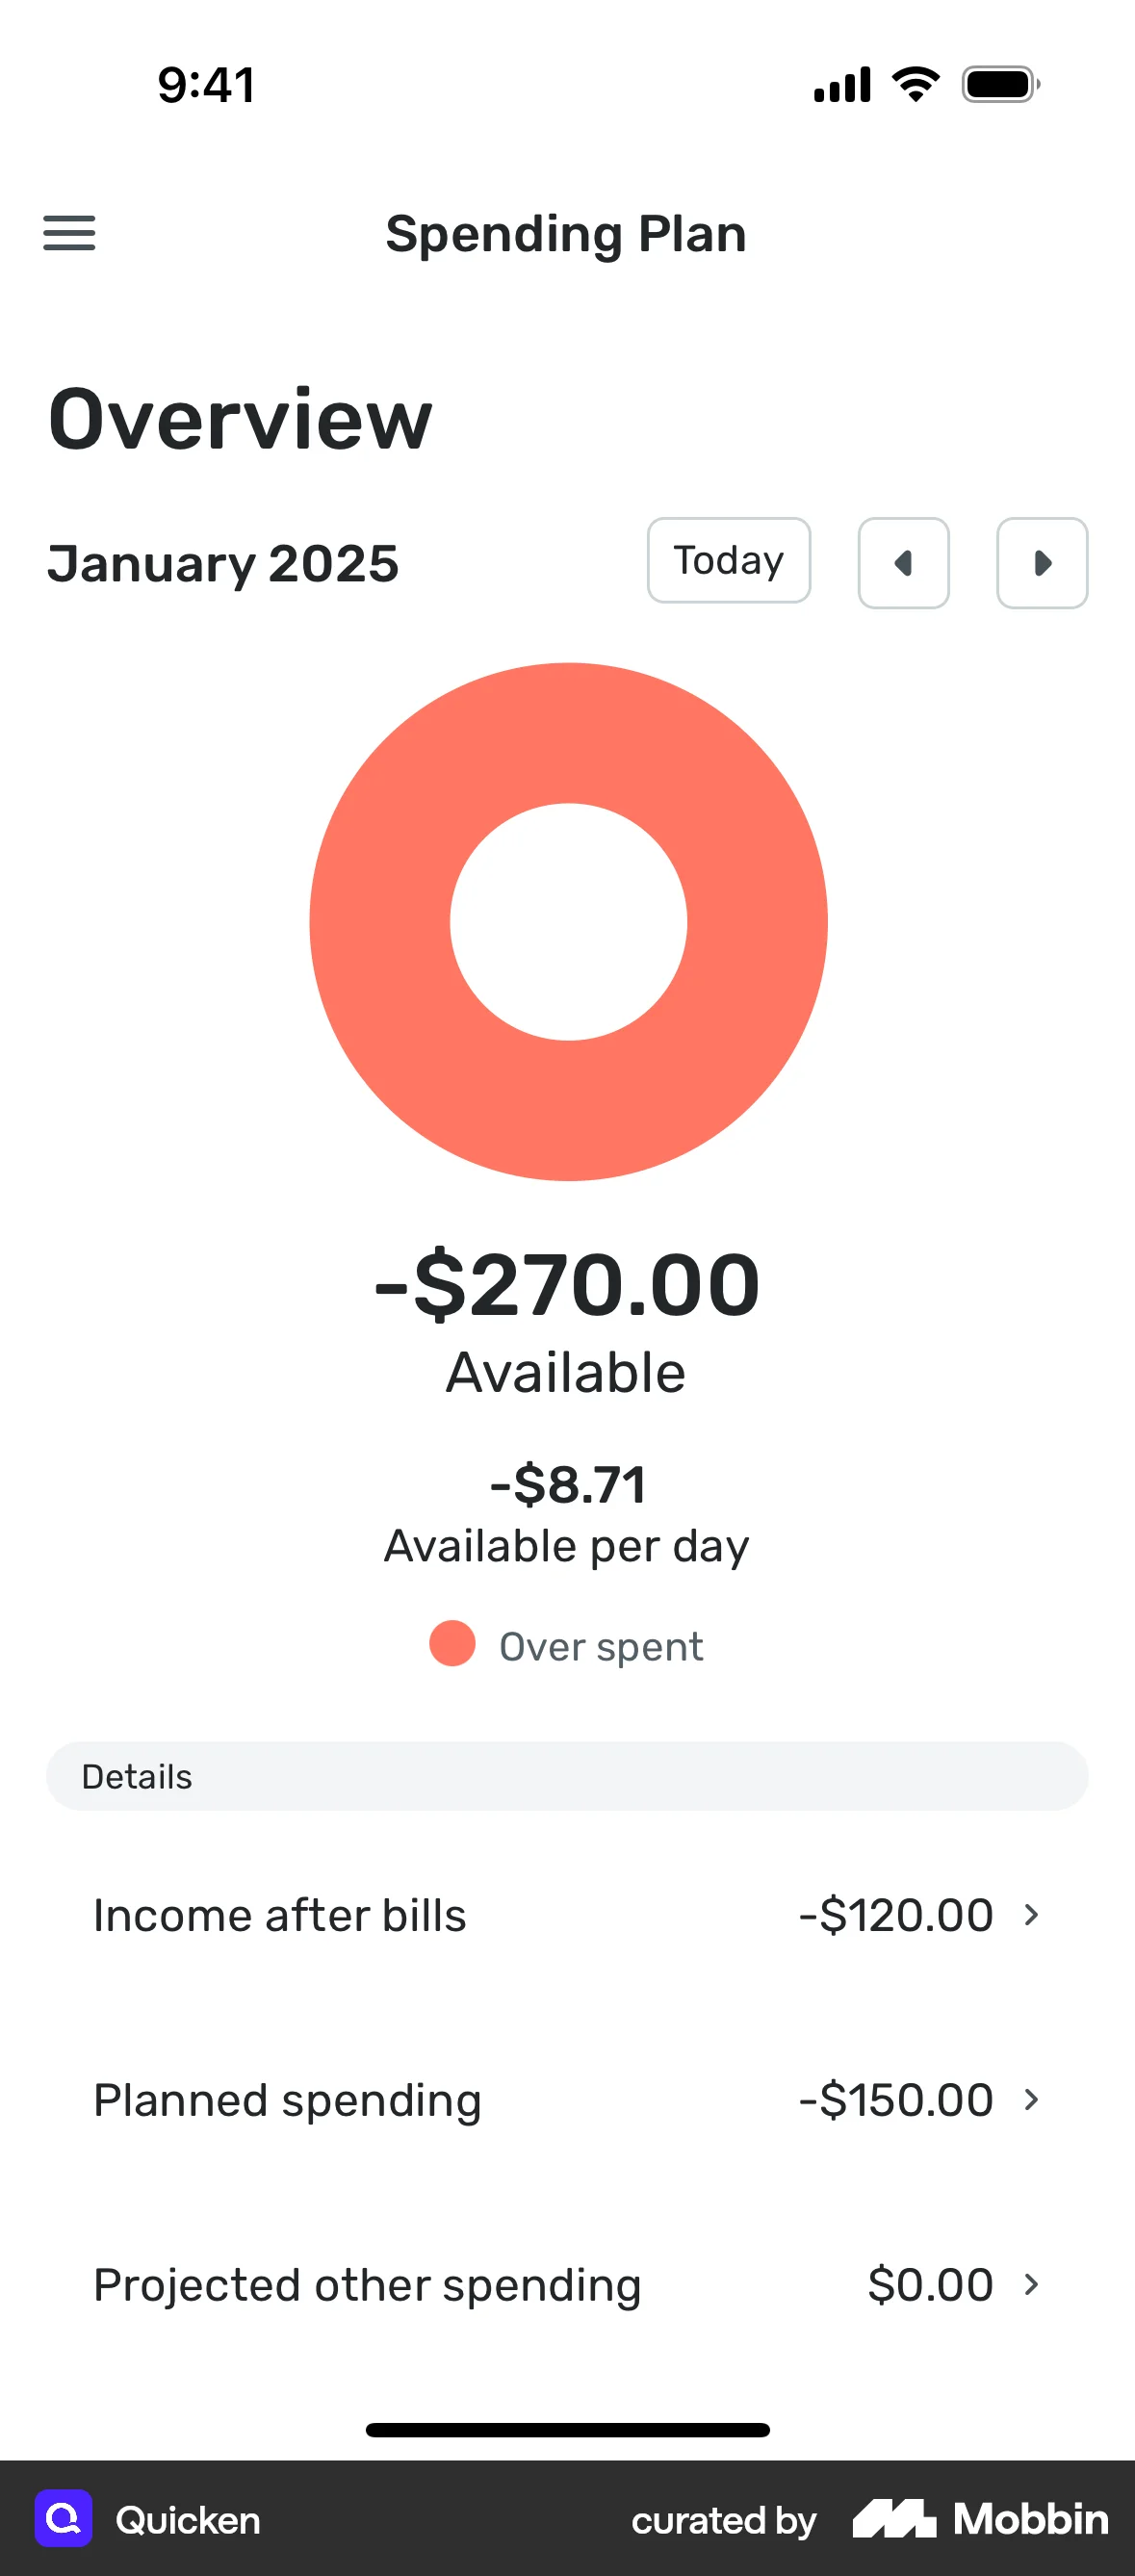 9:41
Spending Plan
Overview
January 2025 Today
-$270.00
Available
-$8.71
Available per day
Over spent
Details
Income after bills -$120.00
Planned spending -$150.00
Projected other spending $0.00
Quicken curated by Mobbin